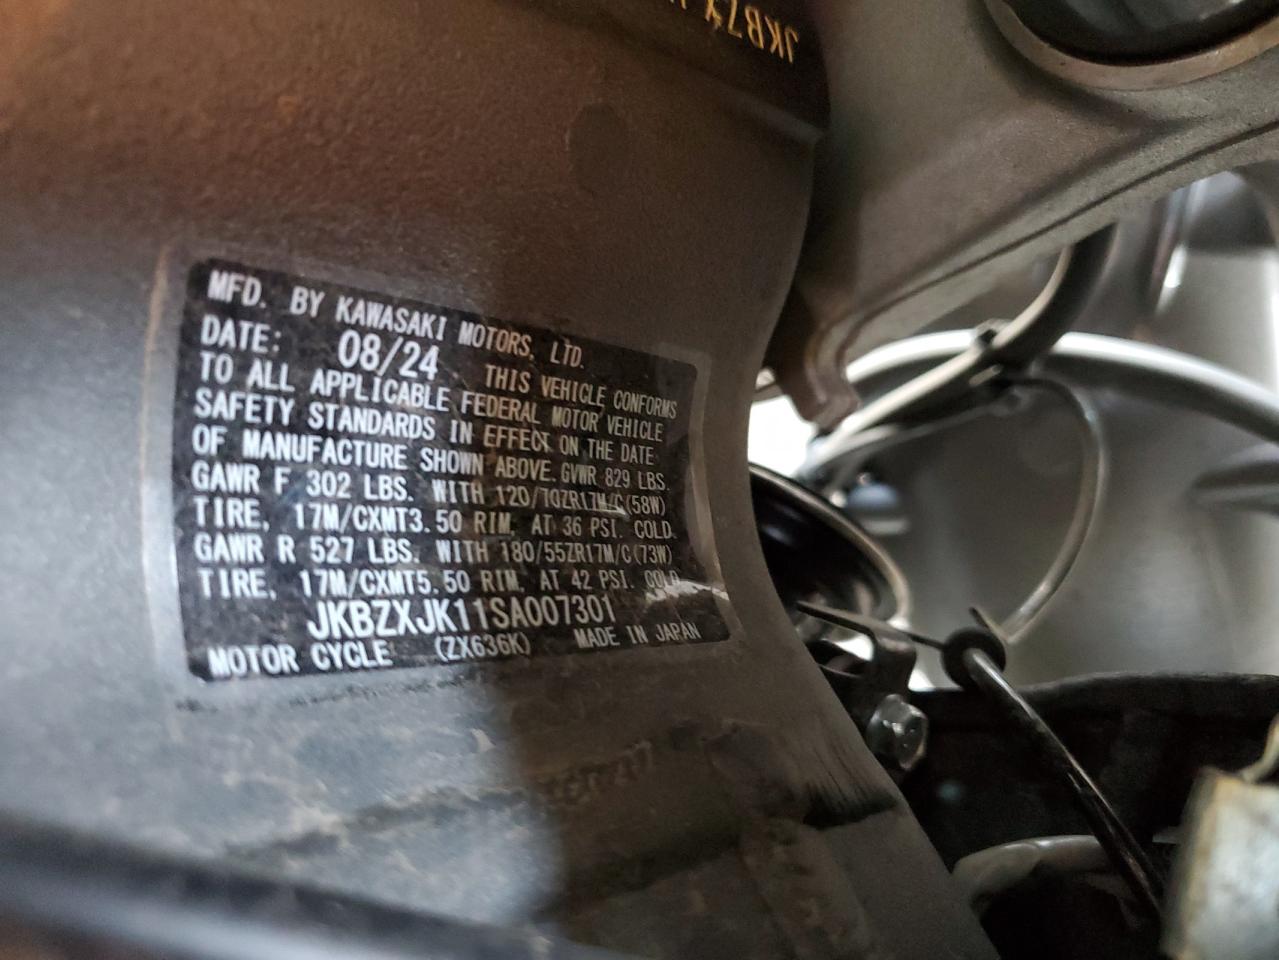 JKBZX
MFD. BY KAWASAKI MOTORS, LTD.
DATE: 08/24 THIS VEHICLE CONFORMS
TO ALL APPLICABLE FEDERAL MOTOR VEHICLE
SAFETY STANDARDS IN EFFECT ON THE DATE
OF MANUFACTURE SHOWN ABOVE. GVWR 829 LBS.
GAWR F 302 LBS. WITH 120/70ZR17M/C(58W)
TIRE, 17M/CXMT3.50 RIM, AT 36 PSI. COLD.
GAWR R 527 LBS. WITH 180/55ZR17M/C(73W)
TIRE, 17M/CXMT5.50 RIM, AT 42 PSI. COLD.
JKBZXJK11SA007301
MOTOR CYCLE (ZX636K) MADE IN JAPAN